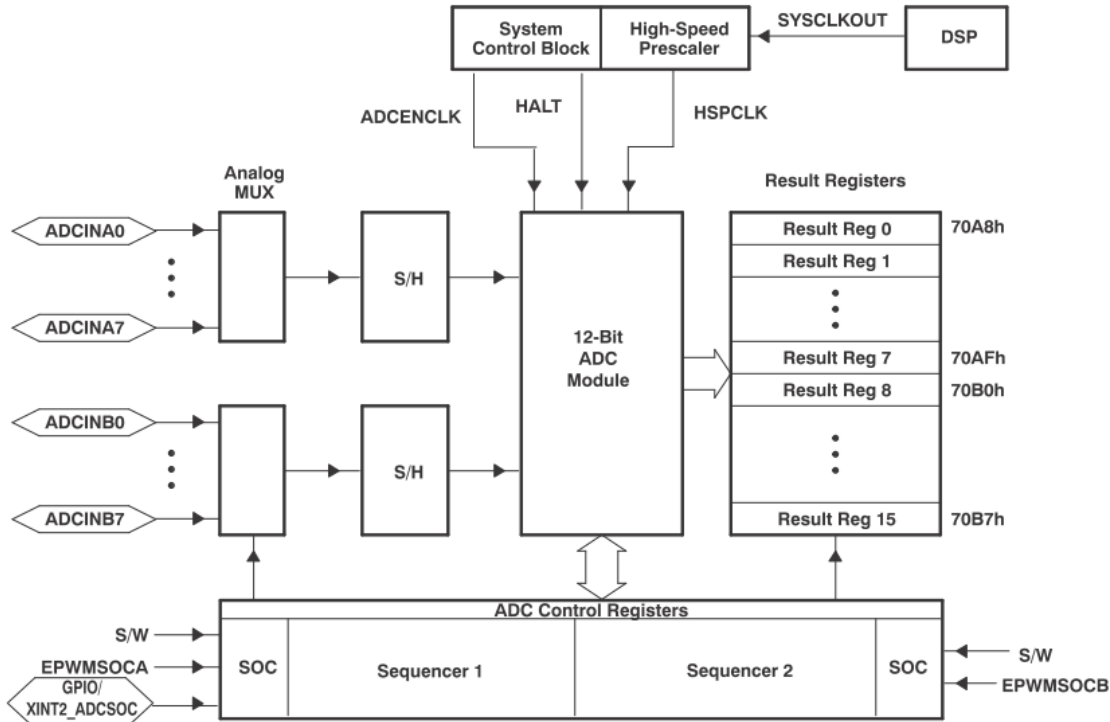 System
Control Block
High-Speed
Prescaler
SYSCLKOUT
DSP
ADCENCLK
HALT
HSPCLK
Analog
MUX
Result Registers
ADCINA0
S/H
Result Reg 0
70A8h
Result Reg 1
ADCINA7
12-Bit
ADC
Module
Result Reg 7
70AFh
Result Reg 8
70B0h
ADCINB0
S/H
ADCINB7
Result Reg 15
70B7h
ADC Control Registers
S/W
EPWMSOCA
GPIO/
XINT2_ADCSOC
SOC
Sequencer 1
Sequencer 2
SOC
S/W
EPWMSOCB